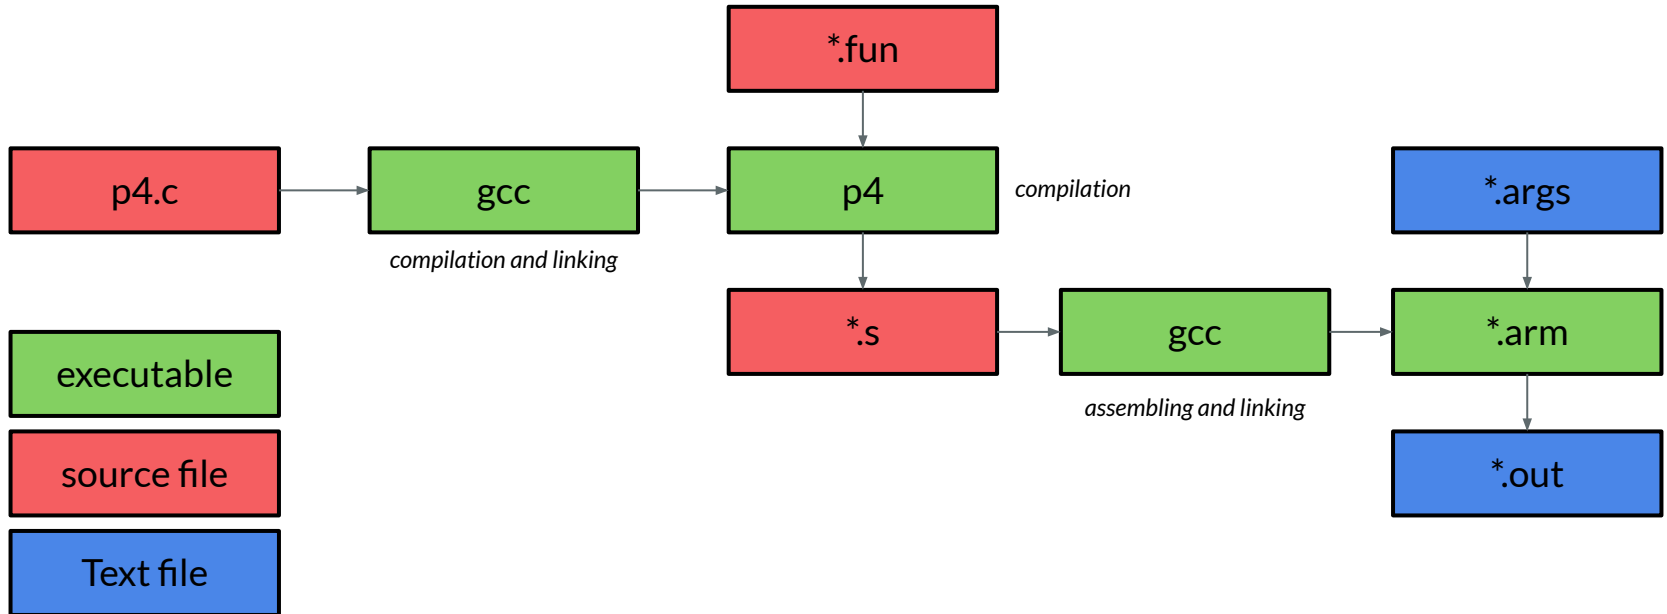 *.fun
p4.c
gcc
p4
compilation
*.args
compilation and linking
*.s
gcc
*.arm
executable
assembling and linking
source file
*.out
Text file